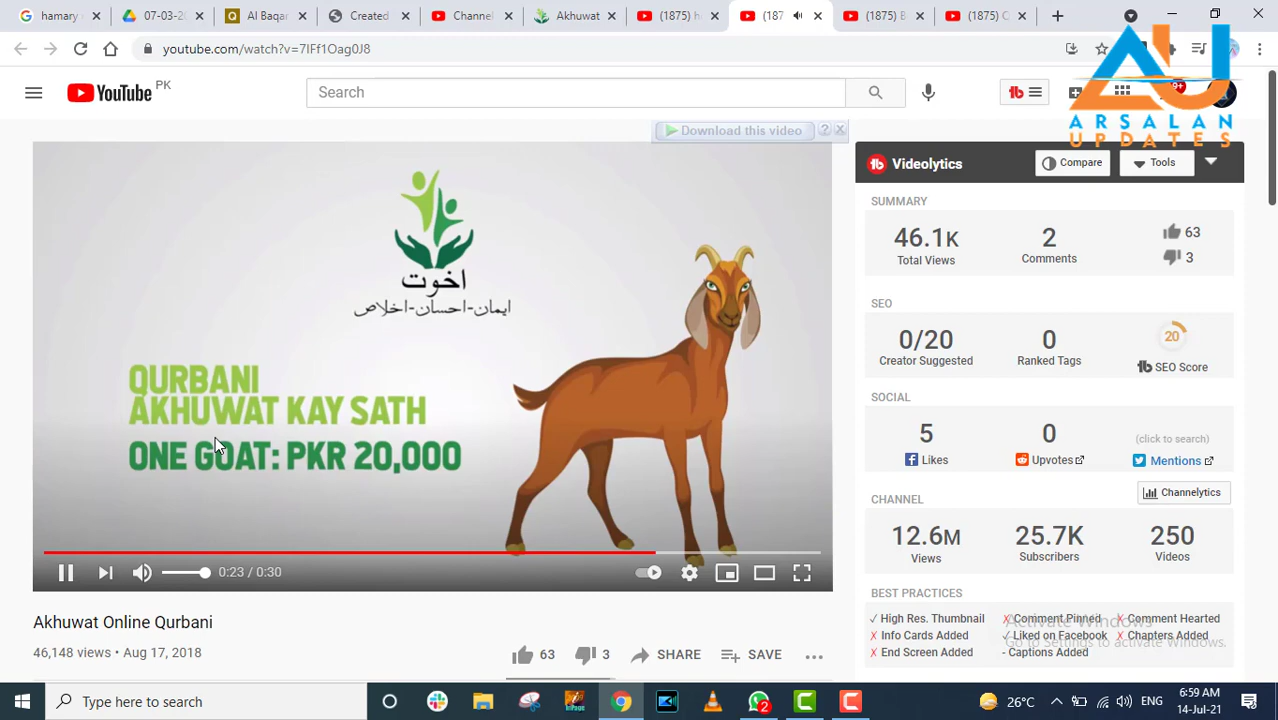 hamary
07-03-20
Al Baqar
Created
Channel
Akhuwat
(1875) h
(187
(1875) B
(1875) C
youtube.com/watch?v=7IFf1Oag0J8
YouTube PK
Search
9+
ARSALAN
UPDATES
Download this video
اخوت
ایمان-احسان-اخلاص
QURBANI
AKHUWAT KAY SATH
ONE GOAT: PKR 20,000
0:23 / 0:30
Akhuwat Online Qurbani
46,148 views • Aug 17, 2018
63
3
SHARE
SAVE
Videolytics
Compare
Tools
SUMMARY
46.1K
Total Views
2
Comments
63
3
SEO
0/20
Creator Suggested
0
Ranked Tags
20
SEO Score
SOCIAL
5
Likes
0
Upvotes
(click to search)
Mentions
Channelytics
CHANNEL
12.6M
Views
25.7K
Subscribers
250
Videos
BEST PRACTICES
✓ High Res. Thumbnail
✗ Comment Pinned
✗ Comment Hearted
✗ Info Cards Added
✓ Liked on Facebook
✗ Chapters Added
✗ End Screen Added
- Captions Added
Activate Windows
Go to Settings to activate Windows.
Type here to search
2
26°C
ENG
6:59 AM
14-Jul-21